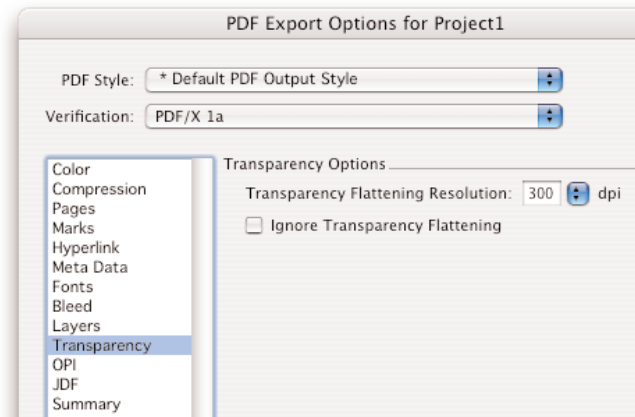 PDF Export Options for Project1
PDF Style: * Default PDF Output Style
Verification: PDF/X 1a
Color
Compression
Pages
Marks
Hyperlink
Meta Data
Fonts
Bleed
Layers
Transparency
OPI
JDF
Summary
Transparency Options
Transparency Flattening Resolution: 300 dpi
Ignore Transparency Flattening